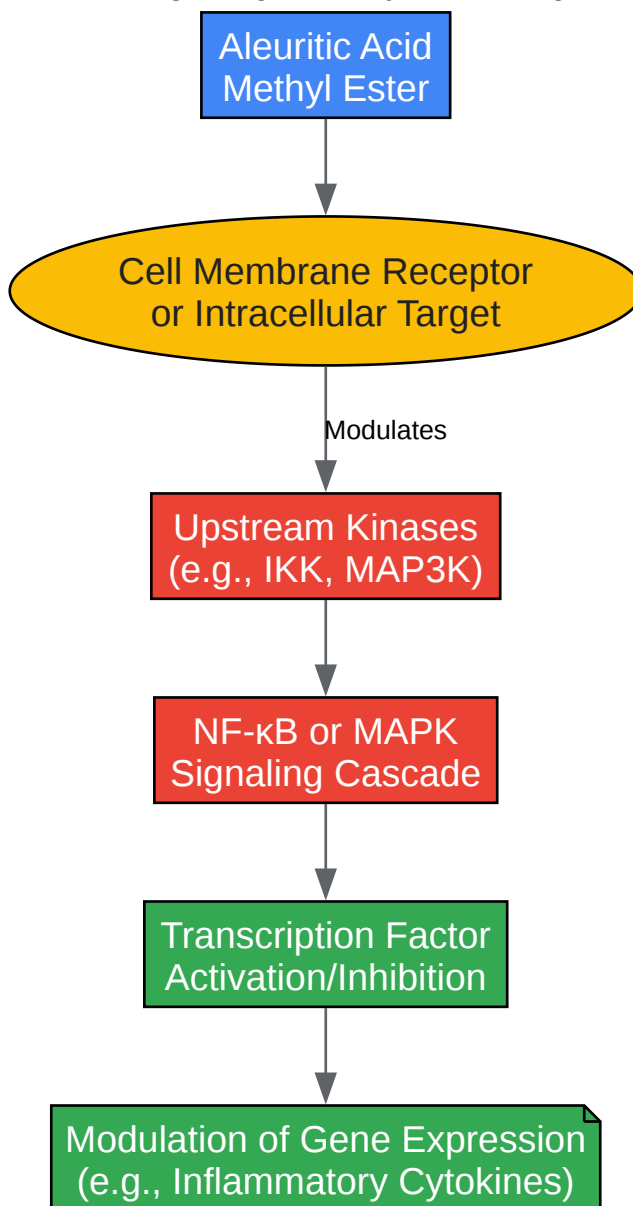 Aleuritic Acid
Methyl Ester
Cell Membrane Receptor
or Intracellular Target
Modulates
Upstream Kinases
(e.g., IKK, MAP3K)
NF-κB or MAPK
Signaling Cascade
Transcription Factor
Activation/Inhibition
Modulation of Gene Expression
(e.g., Inflammatory Cytokines)